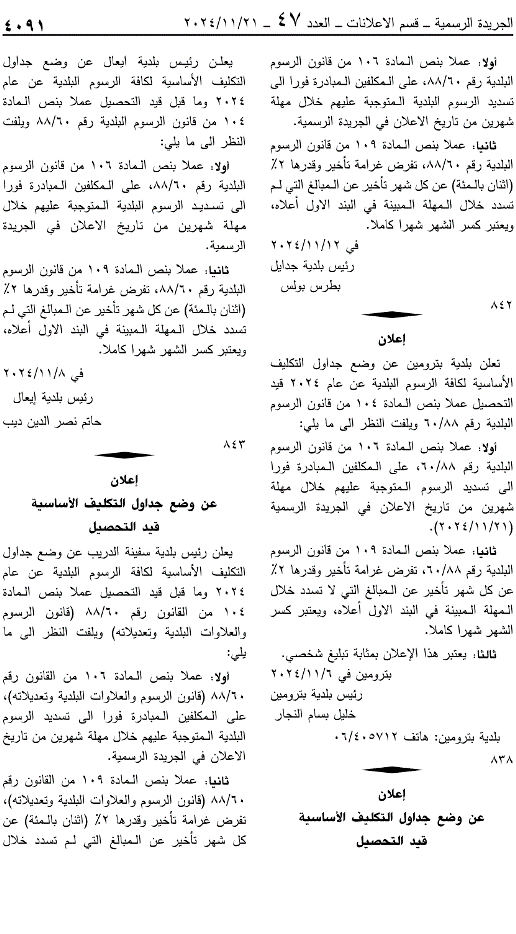 الجريدة الرسمية ــ قسم الاعلانات ــ العدد ٤٧ ــ ٢٠٢٤/١١/٢١
٤٠٩١
أولا: عملا بنص المادة ١٠٦ من قانون الرسوم
البلدية رقم ٨٨/٦٠، على المكلفين المبادرة فورا الى
تسديد الرسوم البلدية المتوجبة عليهم خلال مهلة
شهرين من تاريخ الاعلان في الجريدة الرسمية.
ثانيا: عملا بنص المادة ١٠٩ من قانون الرسوم
البلدية رقم ٨٨/٦٠، تفرض غرامة تأخير وقدرها ٢٪
(اثنان بالمئة) عن كل شهر تأخير عن المبالغ التي لم
تسدد خلال المهلة المبينة في البند الاول أعلاه،
ويعتبر كسر الشهر شهرا كاملا.
في ٢٠٢٤/١١/١٢
رئيس بلدية جدايل
بطرس بولس
٨٤٢
إعلان
تعلن بلدية بترومين عن وضع جداول التكليف
الأساسية لكافة الرسوم البلدية عن عام ٢٠٢٤ قيد
التحصيل عملا بنص المادة ١٠٤ من قانون الرسوم
البلدية رقم ٦٠/٨٨ ويلفت النظر الى ما يلي:
أولا: عملا بنص المادة ١٠٦ من قانون الرسوم
البلدية رقم ٦٠/٨٨، على المكلفين المبادرة فورا
الى تسديد الرسوم المتوجبة عليهم خلال مهلة
شهرين من تاريخ الاعلان في الجريدة الرسمية
(٢٠٢٤/١١/٢١).
ثانيا: عملا بنص المادة ١٠٩ من قانون الرسوم
البلدية رقم ٦٠/٨٨، تفرض غرامة تأخير وقدرها ٢٪
عن كل شهر تأخير عن المبالغ التي لا تسدد خلال
المهلة المبينة في البند الأول أعلاه، ويعتبر كسر
الشهر شهرا كاملا.
ثالثا: يعتبر هذا الإعلان بمثابة تبليغ شخصي.
بترومين في ٢٠٢٤/١١/٦
رئيس بلدية بترومين
خليل بسام النجار
بلدية بترومين: هاتف ٠٦/٤٠٥٧١٢
٨٣٨
إعلان
عن وضع جداول التكليف الأساسية
قيد التحصيل
يعلن رئيس بلدية ايعال عن وضع جداول
التكليف الأساسية لكافة الرسوم البلدية عن عام
٢٠٢٤ وما قبل قيد التحصيل عملا بنص المادة
١٠٤ من قانون الرسوم البلدية رقم ٨٨/٦٠ ويلفت
النظر الى ما يلي:
أولا: عملا بنص المادة ١٠٦ من قانون الرسوم
البلدية رقم ٨٨/٦٠، على المكلفين المبادرة فورا
الى تسديد الرسوم البلدية المتوجبة عليهم خلال
مهلة شهرين من تاريخ الاعلان في الجريدة
الرسمية.
ثانيا: عملا بنص المادة ١٠٩ من قانون الرسوم
البلدية رقم ٨٨/٦٠، تفرض غرامة تأخير وقدرها ٢٪
(اثنان بالمئة) عن كل شهر تأخير عن المبالغ التي لم
تسدد خلال المهلة المبينة في البند الأول أعلاه،
ويعتبر كسر الشهر شهرا كاملا.
في ٢٠٢٤/١١/٨
رئيس بلدية إيعال
حاتم نصر الدين ديب
٨٤٣
إعلان
عن وضع جداول التكليف الأساسية
قيد التحصيل
يعلن رئيس بلدية سفينة الدريب عن وضع جداول
التكليف الأساسية لكافة الرسوم البلدية عن عام
٢٠٢٤ وما قبل قيد التحصيل عملا بنص المادة
١٠٤ من القانون رقم ٨٨/٦٠ (قانون الرسوم
والعلاوات البلدية وتعديلاته) ويلفت النظر الى ما
يلي:
أولا: عملا بنص المادة ١٠٦ من القانون رقم
٨٨/٦٠ (قانون الرسوم والعلاوات البلدية وتعديلاته)،
على المكلفين المبادرة فورا الى تسديد الرسوم
البلدية المتوجبة عليهم خلال مهلة شهرين من تاريخ
الاعلان في الجريدة الرسمية.
ثانيا: عملا بنص المادة ١٠٩ من القانون رقم
٨٨/٦٠ (قانون الرسوم والعلاوات البلدية وتعديلاته)،
تفرض غرامة تأخير وقدرها ٢٪ (اثنان بالمئة) عن
كل شهر تأخير عن المبالغ التي لم تسدد خلال